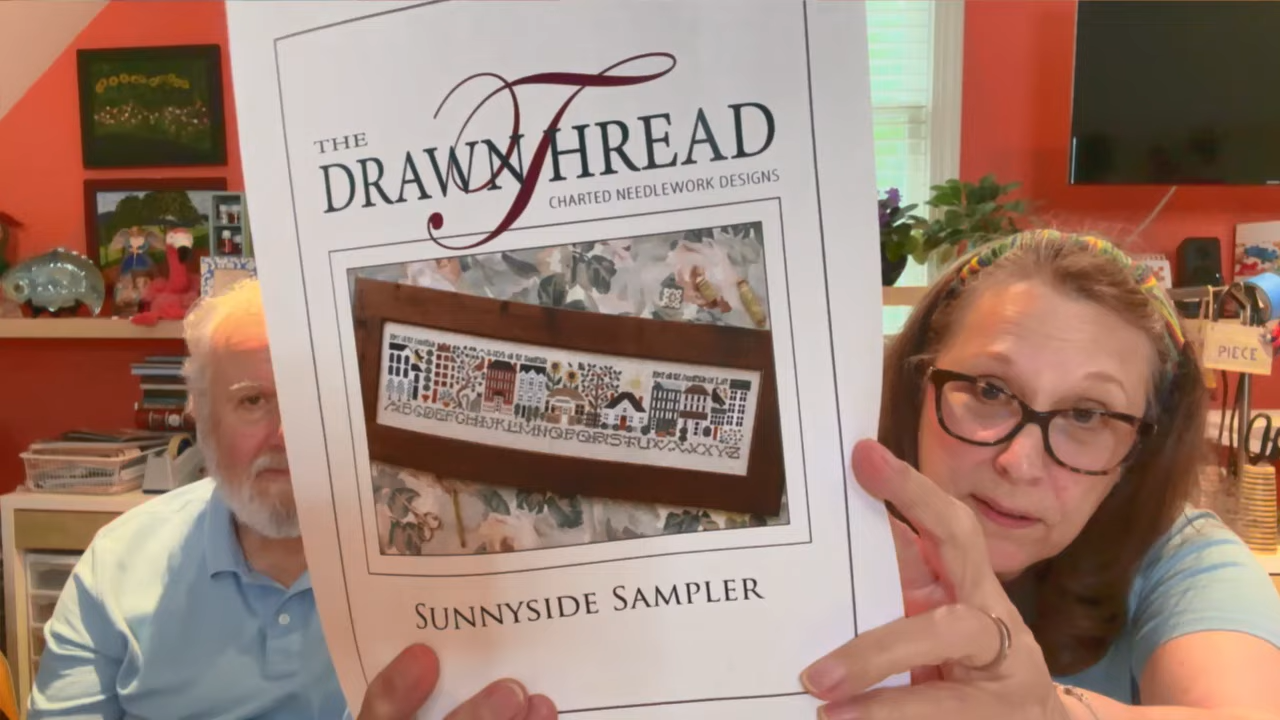 THE
DRAWN THREAD
CHARTED NEEDLEWORK DESIGNS
ABCDEFGHIJKLMNOPQRSTUVWXYZ
SUNNYSIDE SAMPLER
PIECE